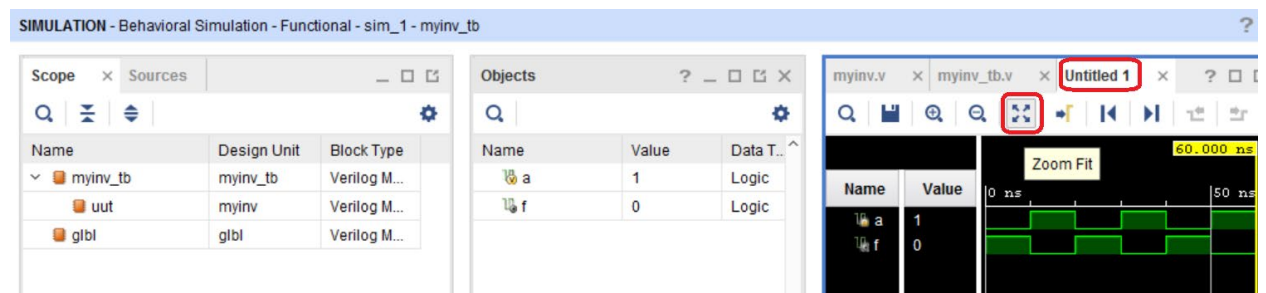 SIMULATION - Behavioral Simulation - Functional - sim_1 - myinv_tb ?
Scope × Sources
Name Design Unit Block Type
myinv_tb myinv_tb Verilog M...
uut myinv Verilog M...
glbl glbl Verilog M...
Objects ?
Name Value Data T..
a 1 Logic
f 0 Logic
myinv.v × myinv_tb.v × Untitled 1 × ?
Zoom Fit
60.000 ns
Name Value
0 ns 50 ns
a 1
f 0